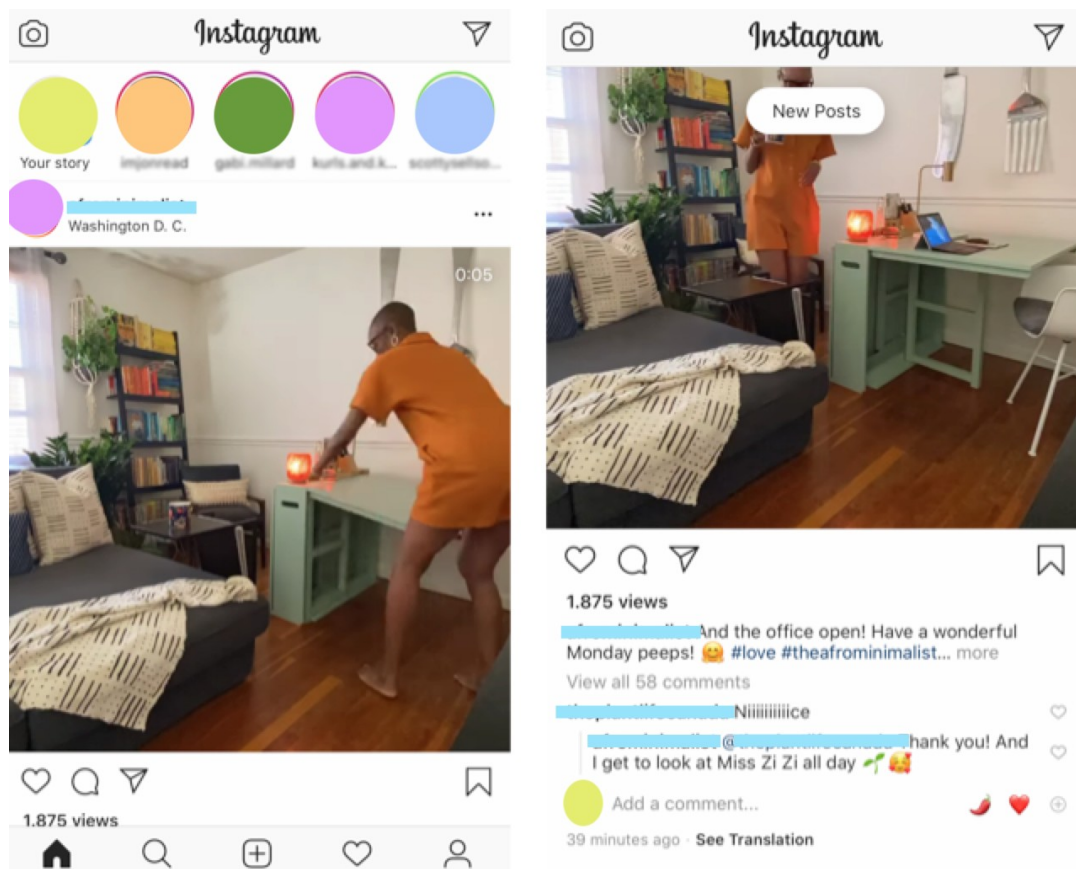 Instagram
Your story
Washington D. C.
0:05
1.875 views
Instagram
New Posts
1.875 views
And the office open! Have a wonderful
Monday peeps! 🤗 #love #theafrominimalist... more
View all 58 comments
Niiiiiiiiiice
@ Thank you! And
I get to look at Miss Zi Zi all day 🌱 🥰
Add a comment...
39 minutes ago · See Translation